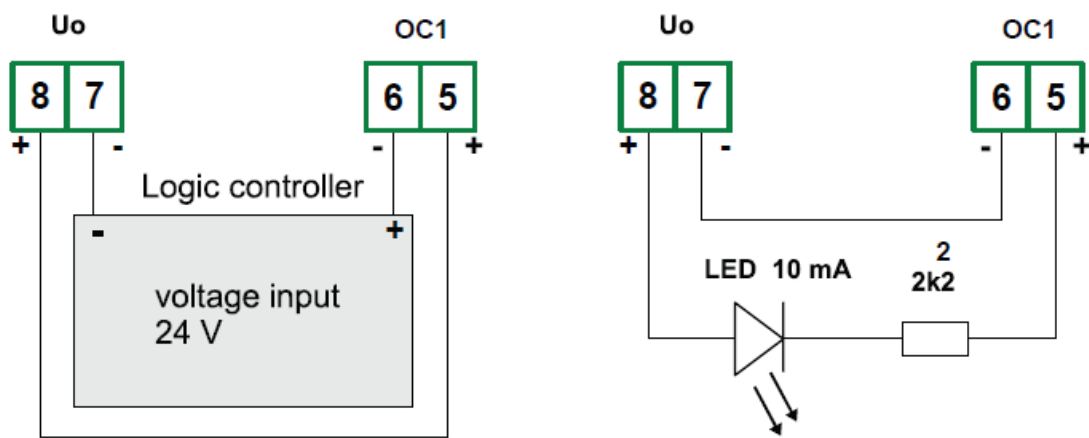 Uo
OC1
8 7
6 5
+ -
- +
Logic controller
- +
voltage input
24 V
Uo
OC1
8 7
6 5
+ -
- +
LED 10 mA
2
2k2